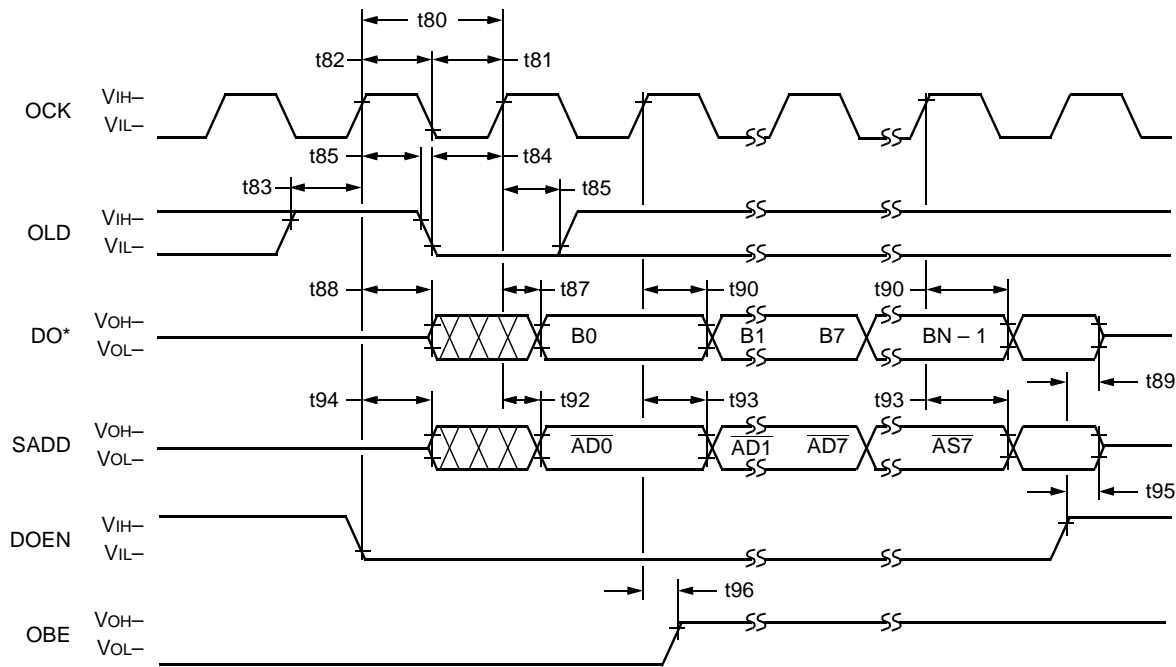 t80
t82 t81
OCK VIH–
VIL–
t85 t84
t83 t85
OLD VIH–
VIL–
t88 t87 t90 t90
DO* VOH–
VOL–
B0 B1 B7 BN – 1
t89
t94 t92 t93 t93
SADD VOH–
VOL–
AD0 AD1 AD7 AS7
t95
DOEN VIH–
VIL–
t96
OBE VOH–
VOL–